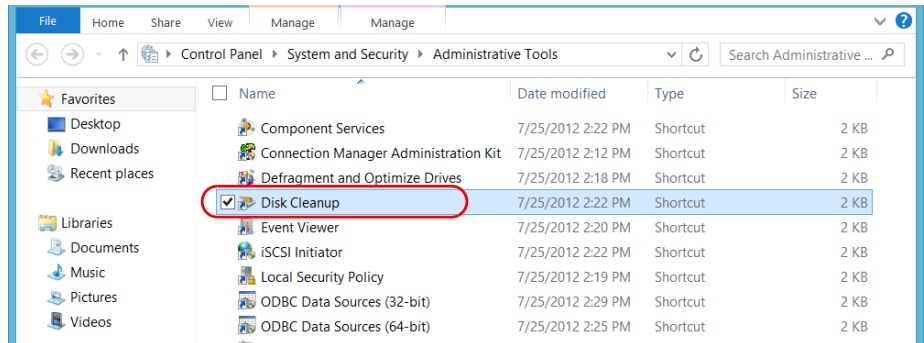 File Home Share View Manage Manage
Control Panel System and Security Administrative Tools Search Administrative ...
Name Date modified Type Size
Favorites
Desktop
Downloads
Recent places
Libraries
Documents
Music
Pictures
Videos
Component Services 7/25/2012 2:22 PM Shortcut 2 KB
Connection Manager Administration Kit 7/25/2012 2:12 PM Shortcut 2 KB
Defragment and Optimize Drives 7/25/2012 2:18 PM Shortcut 2 KB
Disk Cleanup 7/25/2012 2:22 PM Shortcut 2 KB
Event Viewer 7/25/2012 2:20 PM Shortcut 2 KB
iSCSI Initiator 7/25/2012 2:22 PM Shortcut 2 KB
Local Security Policy 7/25/2012 2:19 PM Shortcut 2 KB
ODBC Data Sources (32-bit) 7/25/2012 2:29 PM Shortcut 2 KB
ODBC Data Sources (64-bit) 7/25/2012 2:25 PM Shortcut 2 KB